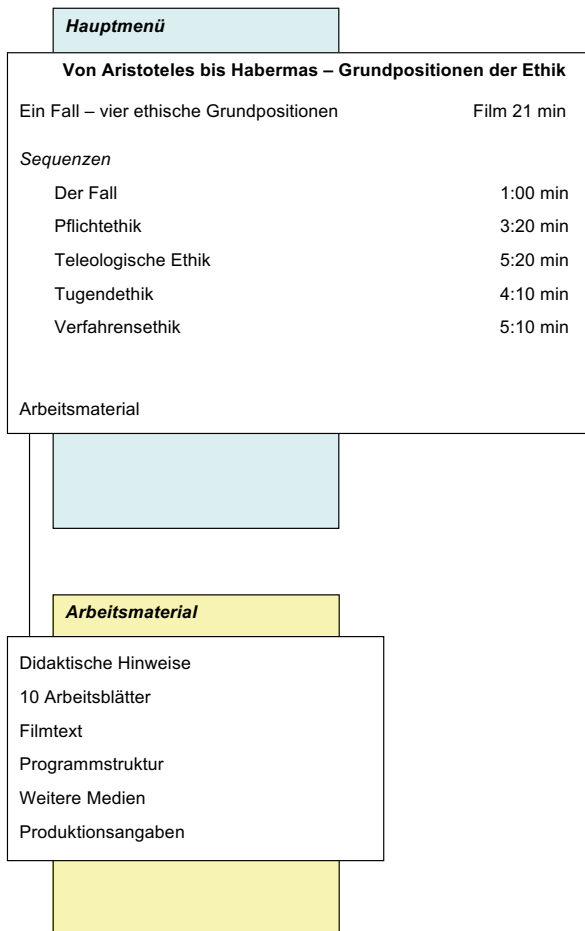 Hauptmenü
Von Aristoteles bis Habermas – Grundpositionen der Ethik
Ein Fall – vier ethische Grundpositionen Film 21 min
Sequenzen
Der Fall 1:00 min
Pflichtethik 3:20 min
Teleologische Ethik 5:20 min
Tugendethik 4:10 min
Verfahrensethik 5:10 min
Arbeitsmaterial
Arbeitsmaterial
Didaktische Hinweise
10 Arbeitsblätter
Filmtext
Programmstruktur
Weitere Medien
Produktionsangaben